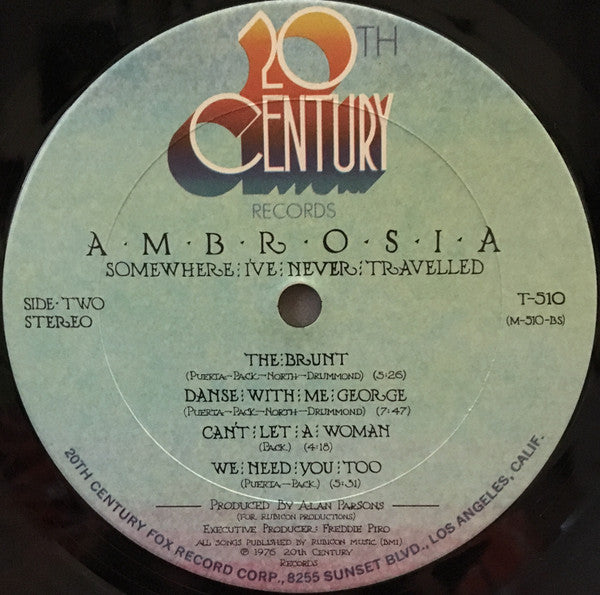 20TH
CENTURY
RECORDS
A·M·B·R·O·S·I·A
SOMEWHERE⋮I'VE⋮NEVER⋮TRAVELLED
SIDE·TWO
STEREO
T-510
(M-510-BS)
THE⋮BRUNT
(PUERTA-PACK-NORTH-DRUMMOND) (5:26)
DANSE⋮WITH⋮ME⋮GEORGE
(PUERTA-PACK-NORTH-DRUMMOND) (7:47)
CAN'T⋮LET⋮A⋮WOMAN
(PACK) (4:18)
WE⋮NEED⋮YOU⋮TOO
(PUERTA-PACK) (5:31)
PRODUCED BY ALAN PARSONS
(FOR RUBICON PRODUCTIONS)
EXECUTIVE PRODUCER: FREDDIE PIRO
ALL SONGS PUBLISHED BY RUBICON MUSIC (BMI)
℗ 1976 20TH CENTURY
RECORDS
20TH CENTURY FOX RECORD CORP., 8255 SUNSET BLVD., LOS ANGELES, CALIF.